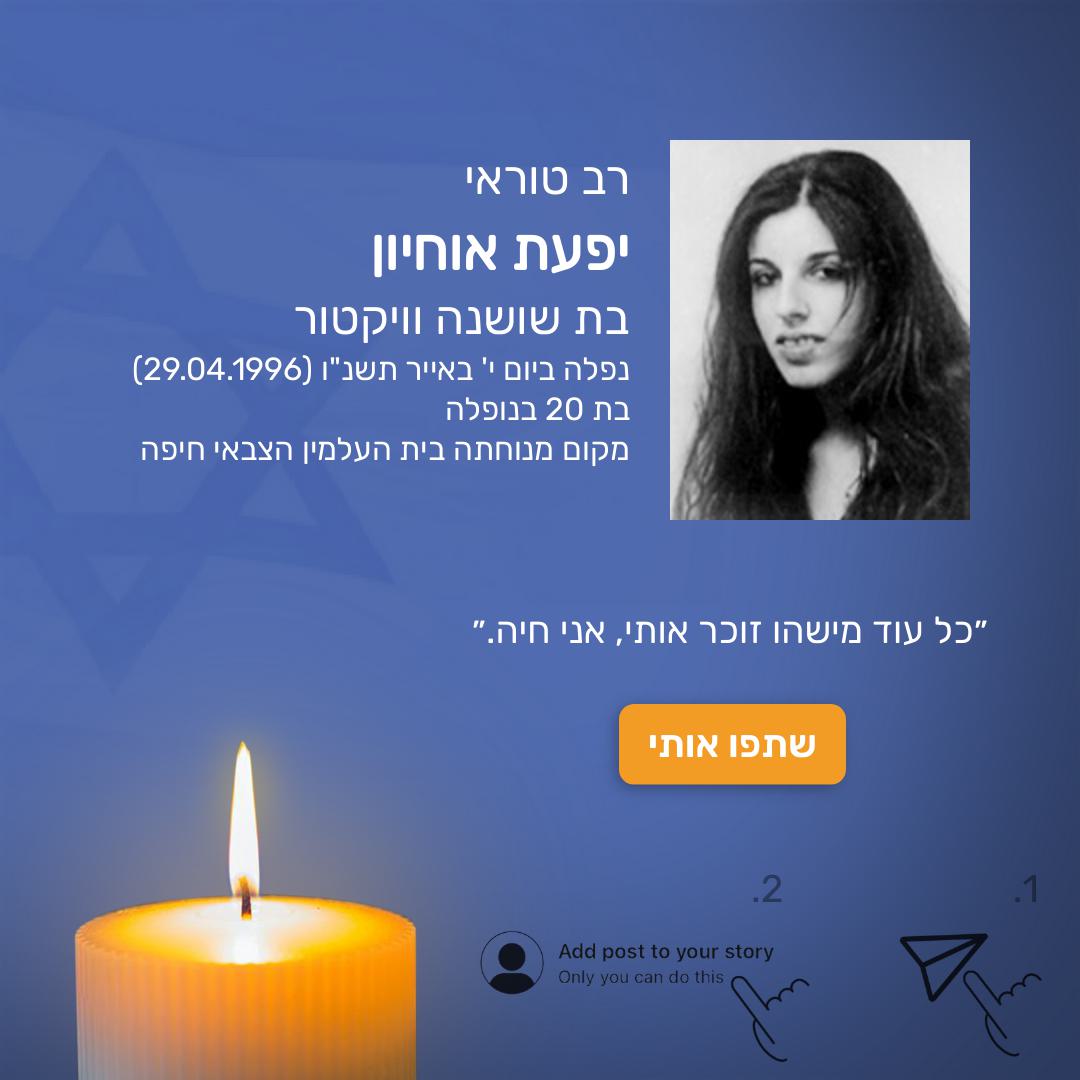 רב טוראי
יפעת אוחיון
בת שושנה וויקטור
נפלה ביום י' באייר תשנ"ו (29.04.1996)
בת 20 בנופלה
מקום מנוחתה בית העלמין הצבאי חיפה
״כל עוד מישהו זוכר אותי, אני חיה.״
שתפו אותי
.1
.2
Add post to your story
Only you can do this